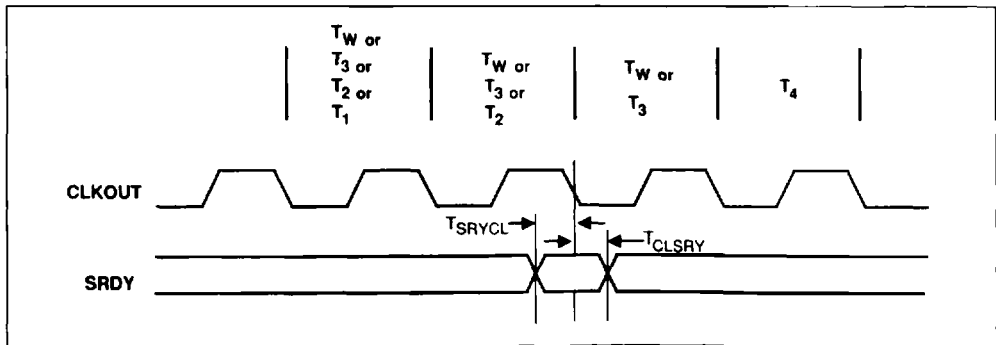 T_W or
T_3 or
T_2 or
T_1
T_W or
T_3 or
T_2
T_W or
T_3
T_4
CLKOUT
T_SRYCL
T_CLSRY
SRDY